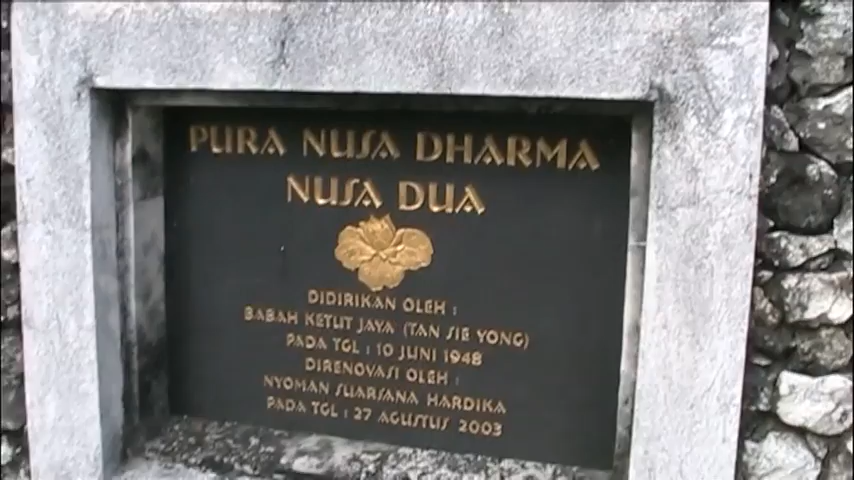 PURA NUSA DHARMA
NUSA DUA
DIDIRIKAN OLEH :
BABAH KETUT JAYA (TAN SIE YONG)
PADA TGL : 10 JUNI 1948
DIRENOVASI OLEH :
NYOMAN SUARSANA HARDIKA
PADA TGL : 27 AGUSTUS 2003